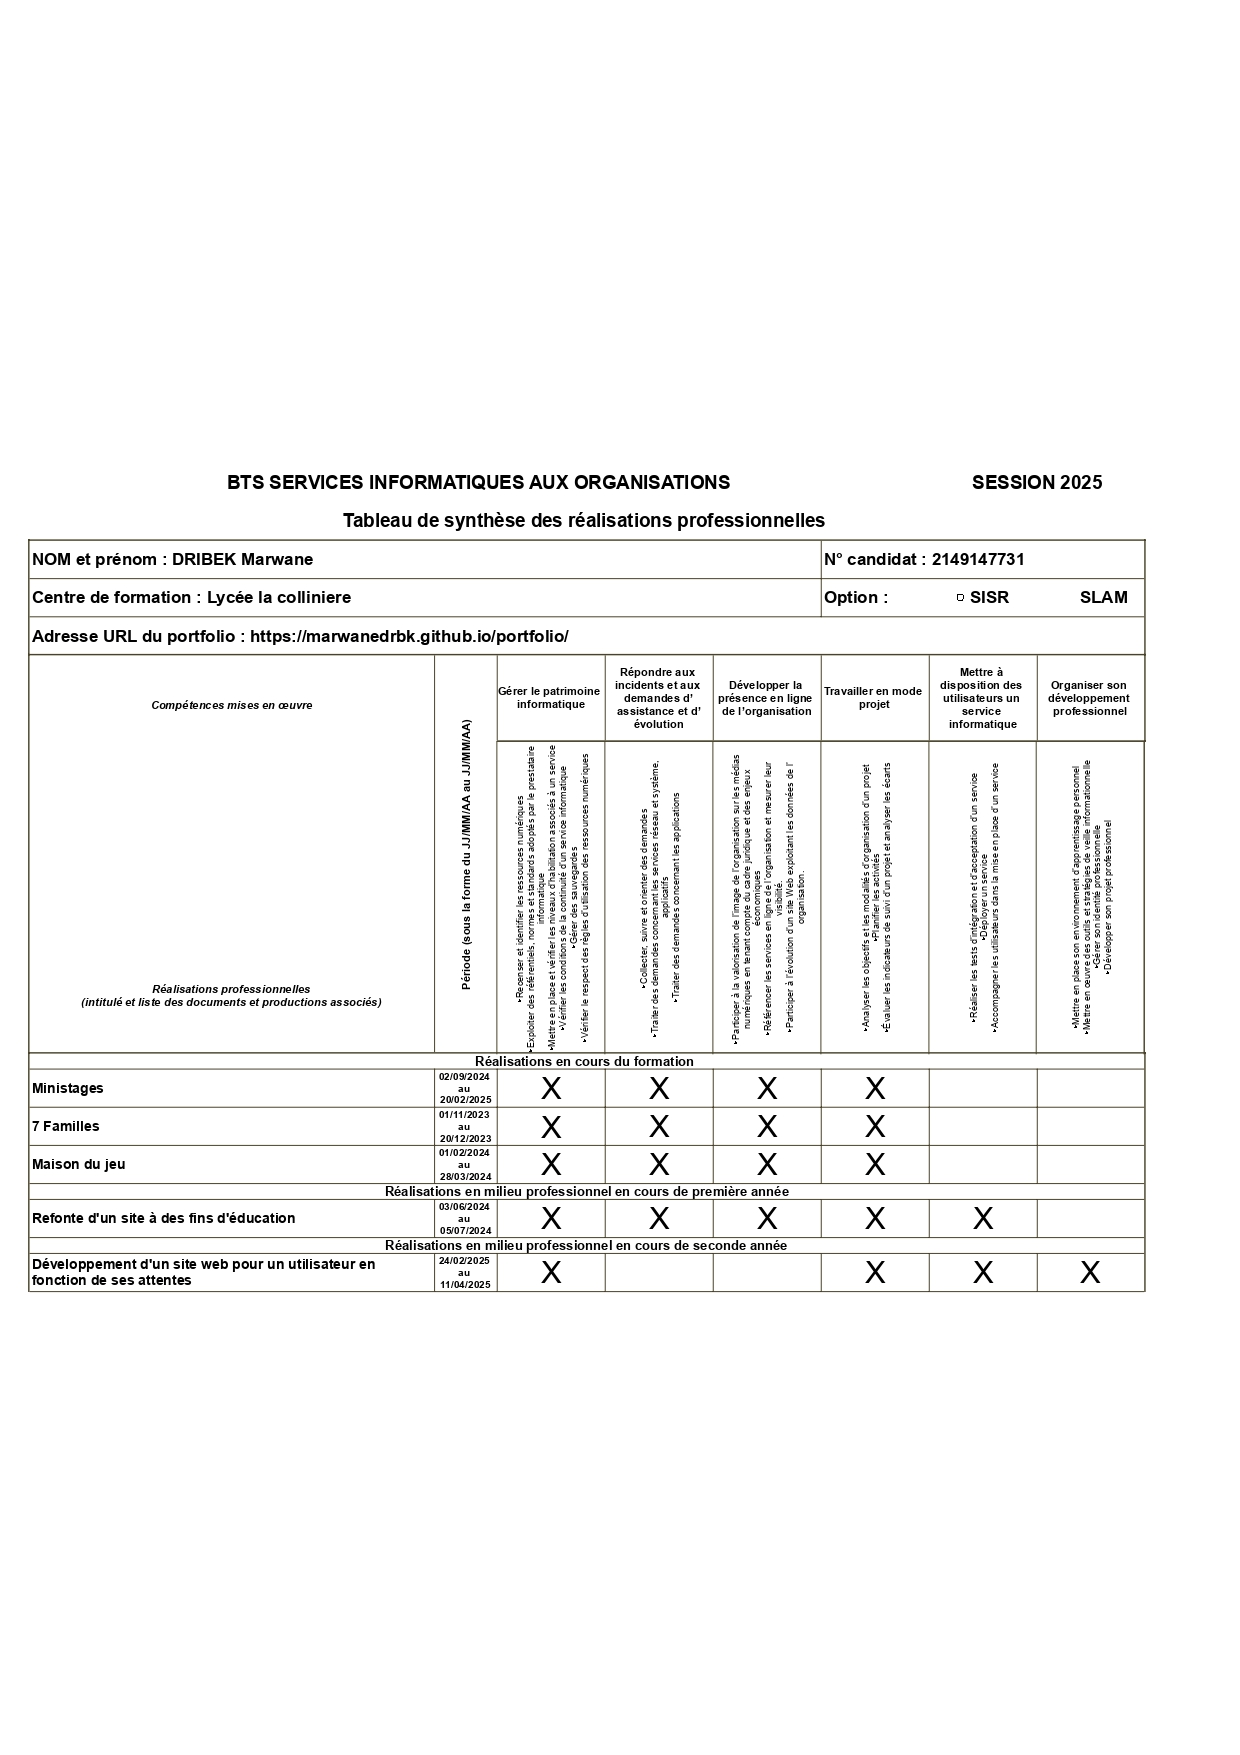 BTS SERVICES INFORMATIQUES AUX ORGANISATIONS SESSION 2025
Tableau de synthèse des réalisations professionnelles
NOM et prénom : DRIBEK Marwane
N° candidat : 2149147731
Centre de formation : Lycée la colliniere
Option : ▢ SISR SLAM
Adresse URL du portfolio : https://marwanedrbk.github.io/portfolio/
Compétences mises en œuvre
Réalisations professionnelles
(intitulé et liste des documents et productions associés)
Période (sous la forme du JJ/MM/AA au JJ/MM/AA)
Gérer le patrimoine
informatique
Répondre aux
incidents et aux
demandes d’
assistance et d’
évolution
Développer la
présence en ligne
de l’organisation
Travailler en mode
projet
Mettre à
disposition des
utilisateurs un
service
informatique
Organiser son
développement
professionnel
‣Recenser et identifier les ressources numériques
‣Exploiter des référentiels, normes et standards adoptés par le prestataire
informatique
‣Mettre en place et vérifier les niveaux d’habilitation associés à un service
‣Vérifier les conditions de la continuité d’un service informatique
‣Gérer des sauvegardes
‣Vérifier le respect des règles d’utilisation des ressources numériques
‣Collecter, suivre et orienter des demandes
‣Traiter des demandes concernant les services réseau et système,
applicatifs
‣Traiter des demandes concernant les applications
‣Participer à la valorisation de l’image de l’organisation sur les médias
numériques en tenant compte du cadre juridique et des enjeux
économiques
‣Référencer les services en ligne de l’organisation et mesurer leur
visibilité.
‣Participer à l’évolution d’un site Web exploitant les données de l’
organisation.
‣Analyser les objectifs et les modalités d’organisation d’un projet
‣Planifier les activités
‣Évaluer les indicateurs de suivi d’un projet et analyser les écarts
‣Réaliser les tests d’intégration et d’acceptation d’un service
‣Déployer un service
‣Accompagner les utilisateurs dans la mise en place d’un service
‣Mettre en place son environnement d’apprentissage personnel
‣Mettre en œuvre des outils et stratégies de veille informationnelle
‣Gérer son identité professionnelle
‣Développer son projet professionnel
Réalisations en cours du formation
Ministages
02/09/2024
au
20/02/2025
X X X X
7 Familles
01/11/2023
au
20/12/2023
X X X X
Maison du jeu
01/02/2024
au
28/03/2024
X X X X
Réalisations en milieu professionnel en cours de première année
Refonte d'un site à des fins d'éducation
03/06/2024
au
05/07/2024
X X X X X
Réalisations en milieu professionnel en cours de seconde année
Développement d'un site web pour un utilisateur en
fonction de ses attentes
24/02/2025
au
11/04/2025
X X X X